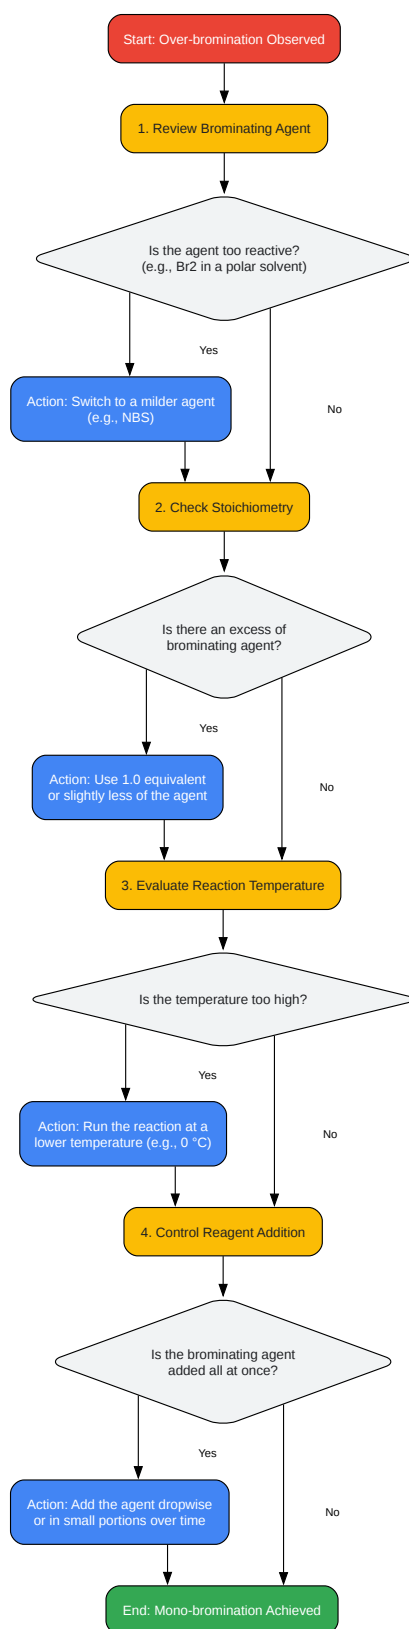 Start: Over-bromination Observed
1. Review Brominating Agent
Is the agent too reactive?
(e.g., Br2 in a polar solvent)
Yes
Action: Switch to a milder agent
(e.g., NBS)
No
2. Check Stoichiometry
Is there an excess of
brominating agent?
Yes
Action: Use 1.0 equivalent
or slightly less of the agent
No
3. Evaluate Reaction Temperature
Is the temperature too high?
Yes
Action: Run the reaction at a
lower temperature (e.g., 0 °C)
No
4. Control Reagent Addition
Is the brominating agent
added all at once?
Yes
Action: Add the agent dropwise
or in small portions over time
No
End: Mono-bromination Achieved